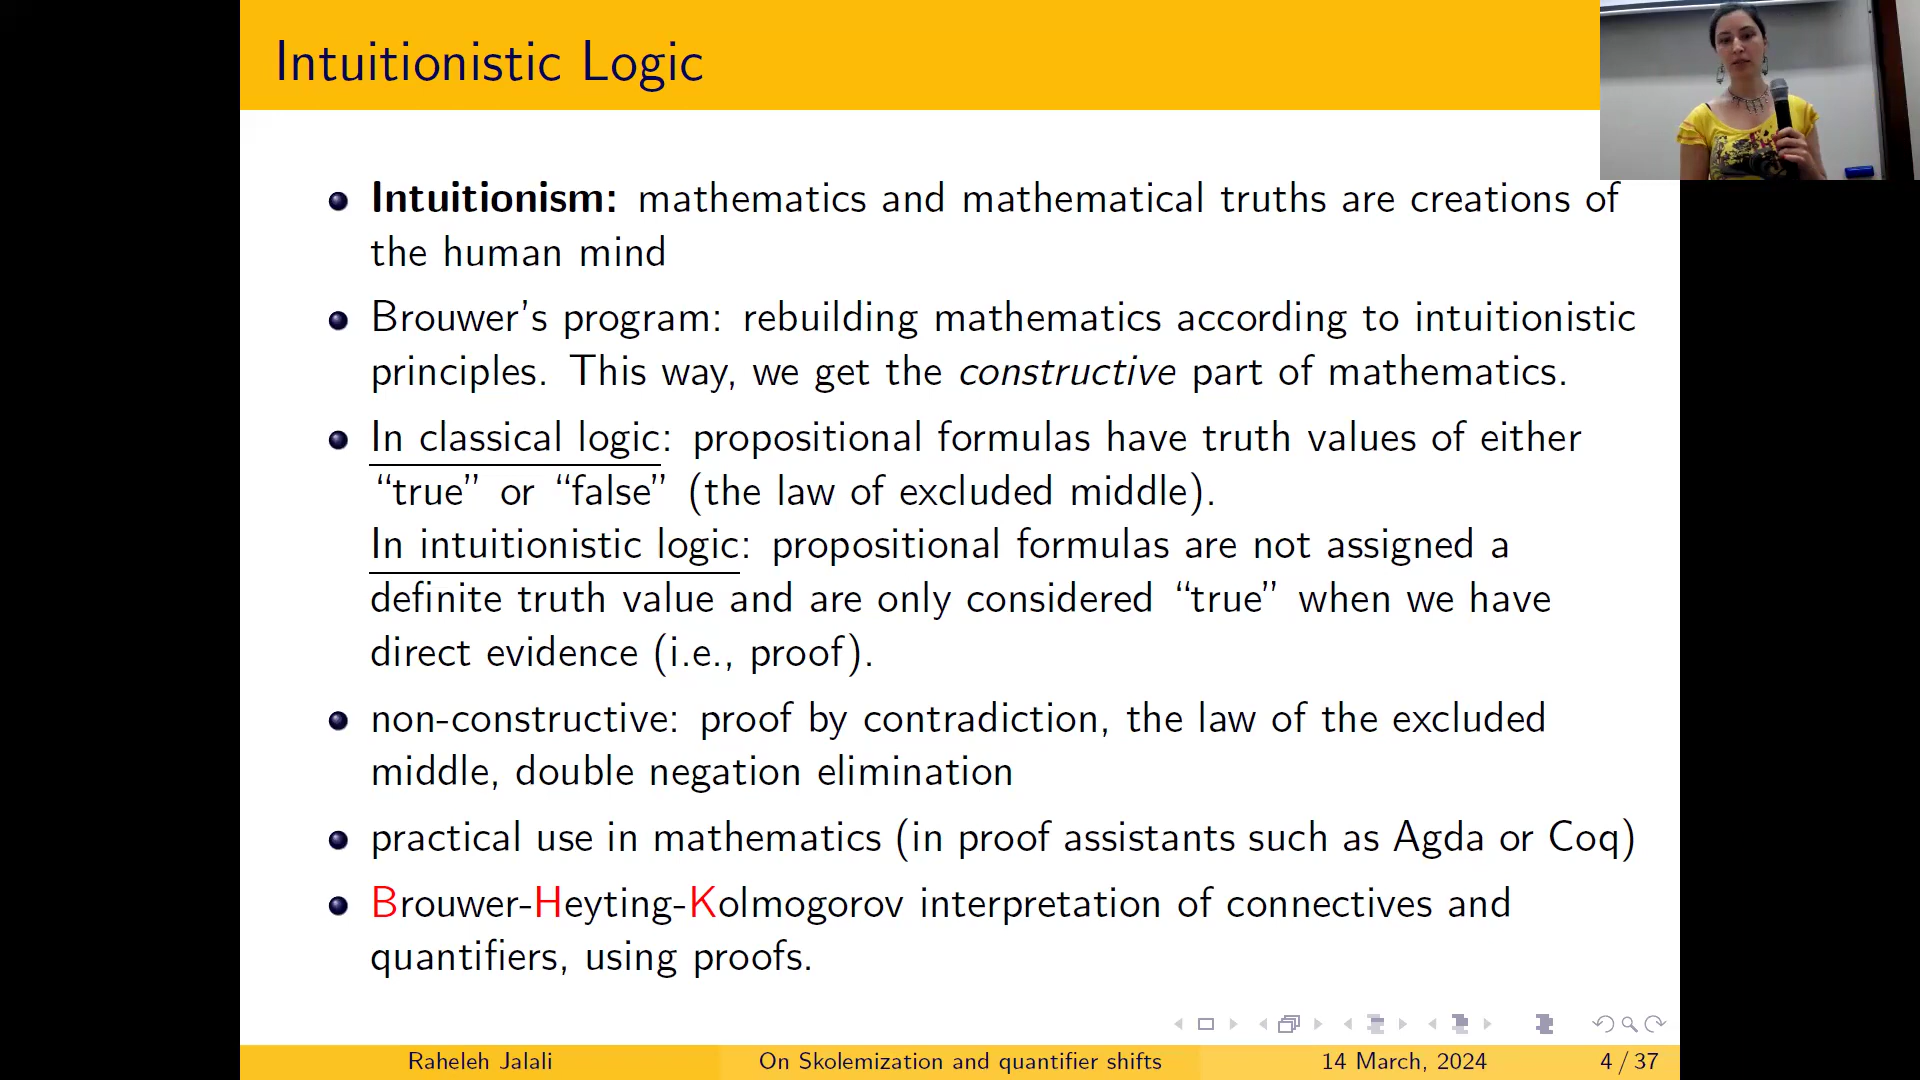 Intuitionistic Logic
Intuitionism: mathematics and mathematical truths are creations of
the human mind
Brouwer's program: rebuilding mathematics according to intuitionistic
principles. This way, we get the constructive part of mathematics.
In classical logic: propositional formulas have truth values of either
“true” or “false” (the law of excluded middle).
In intuitionistic logic: propositional formulas are not assigned a
definite truth value and are only considered “true” when we have
direct evidence (i.e., proof).
non-constructive: proof by contradiction, the law of the excluded
middle, double negation elimination
practical use in mathematics (in proof assistants such as Agda or Coq)
Brouwer-Heyting-Kolmogorov interpretation of connectives and
quantifiers, using proofs.
Raheleh Jalali On Skolemization and quantifier shifts 14 March, 2024 4 / 37